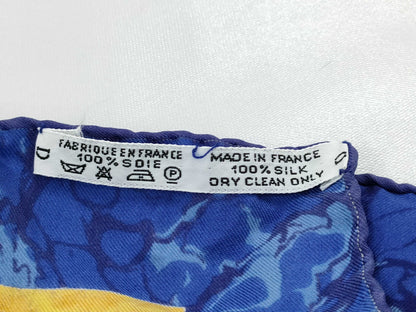 FABRIQUE EN FRANCE
100% SOIE
P
MADE IN FRANCE
100% SILK
DRY CLEAN ONLY
D